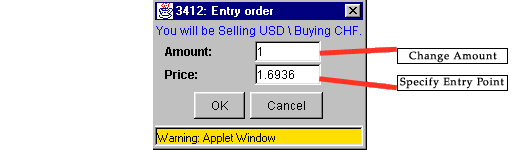 3412: Entry order
You will be Selling USD \ Buying CHF.
Amount: 1
Change Amount
Price: 1.6936
Specify Entry Point
OK Cancel
Warning: Applet Window